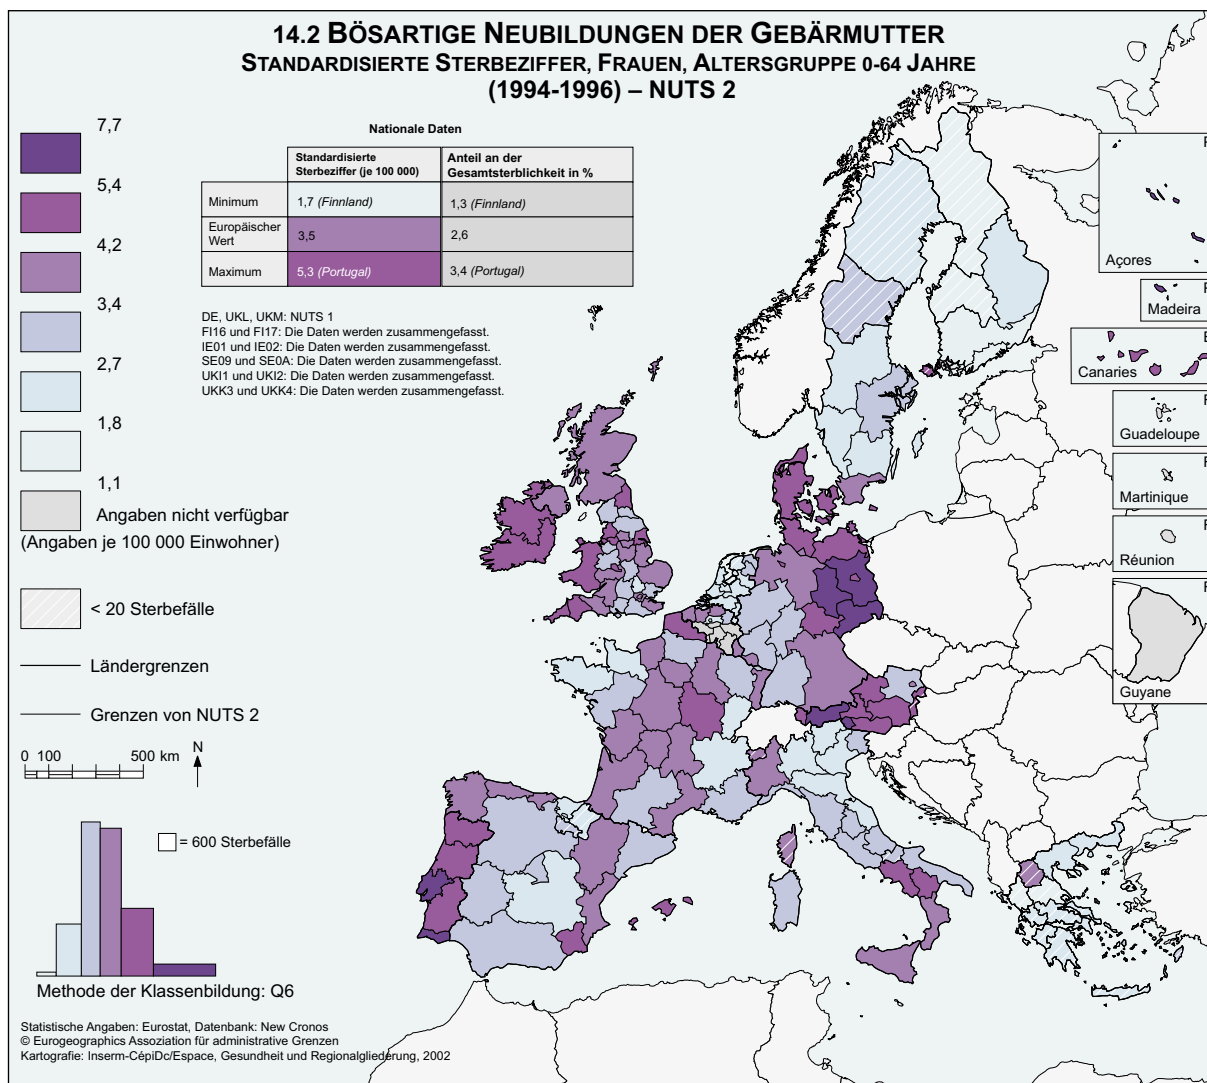 14.2 BÖSARTIGE NEUBILDUNGEN DER GEBÄRMUTTER
STANDARDISIERTE STERBEZIFFER, FRAUEN, ALTERSGRUPPE 0-64 JAHRE
(1994-1996) – NUTS 2
7,7
5,4
4,2
3,4
2,7
1,8
1,1
Angaben nicht verfügbar
(Angaben je 100 000 Einwohner)
< 20 Sterbefälle
Ländergrenzen
Grenzen von NUTS 2
0 100 500 km
N
Nationale Daten
Standardisierte Sterbeziffer (je 100 000)
Anteil an der Gesamtsterblichkeit in %
Minimum 1,7 (Finnland) 1,3 (Finnland)
Europäischer Wert 3,5 2,6
Maximum 5,3 (Portugal) 3,4 (Portugal)
DE, UKL, UKM: NUTS 1
FI16 und FI17: Die Daten werden zusammengefasst.
IE01 und IE02: Die Daten werden zusammengefasst.
SE09 und SE0A: Die Daten werden zusammengefasst.
UKI1 und UKI2: Die Daten werden zusammengefasst.
UKK3 und UKK4: Die Daten werden zusammengefasst.
Açores
Madeira
Canaries
Guadeloupe
Martinique
Réunion
Guyane
= 600 Sterbefälle
Methode der Klassenbildung: Q6
Statistische Angaben: Eurostat, Datenbank: New Cronos
© Eurogeographics Assoziation für administrative Grenzen
Kartografie: Inserm-CépiDc/Espace, Gesundheit und Regionalgliederung, 2002